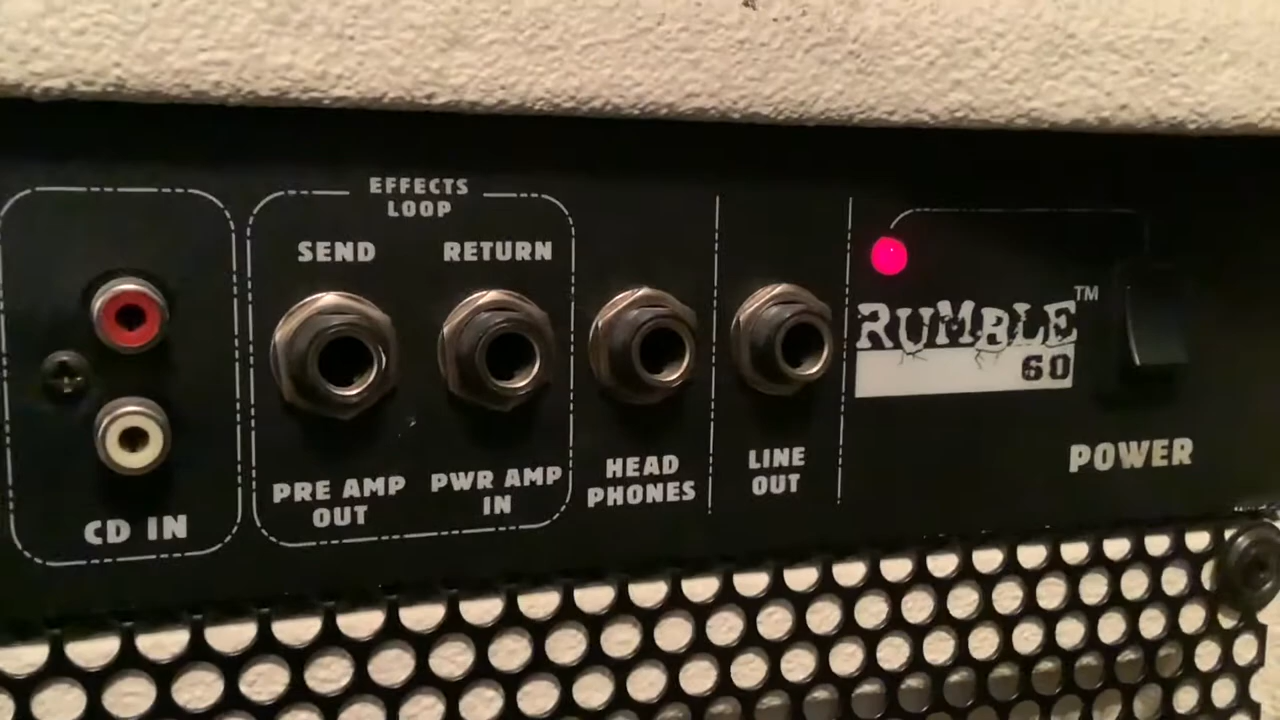 CD IN
EFFECTS
LOOP
SEND
RETURN
PRE AMP
OUT
PWR AMP
IN
HEAD
PHONES
LINE
OUT
RUMBLE™
60
POWER